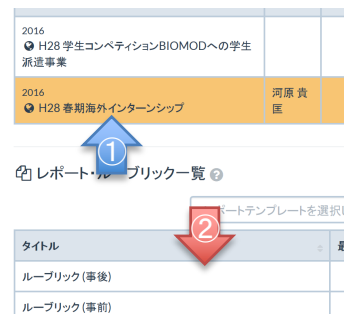 2016
H28 学生コンペティションBIOMODへの学生
派遣事業
2016
H28 春期海外インターンシップ
河原 貴
匡
①
レポート・ル ブリック一覧
ートテンプレートを選択
②
タイトル
最
ルーブリック (事後)
ルーブリック (事前)